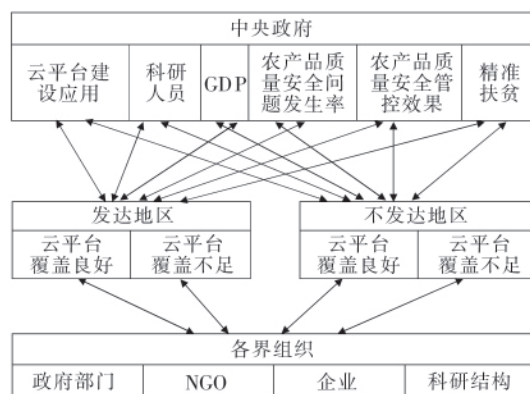 中央政府
云平台建
设应用
科研
人员
GDP
农产品质
量安全问
题发生率
农产品质
量安全管
控效果
精准
扶贫
发达地区
云平台
覆盖良好
云平台
覆盖不足
不发达地区
云平台
覆盖良好
云平台
覆盖不足
各界组织
政府部门
NGO
企业
科研结构